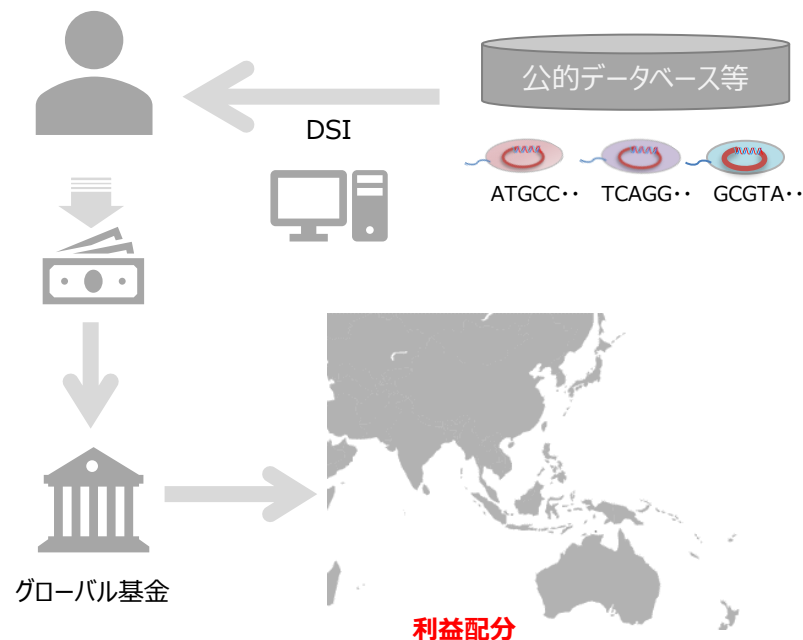 公的データベース等
DSI
ATGCC‥ TCAGG‥ GCGTA‥
グローバル基金
利益配分